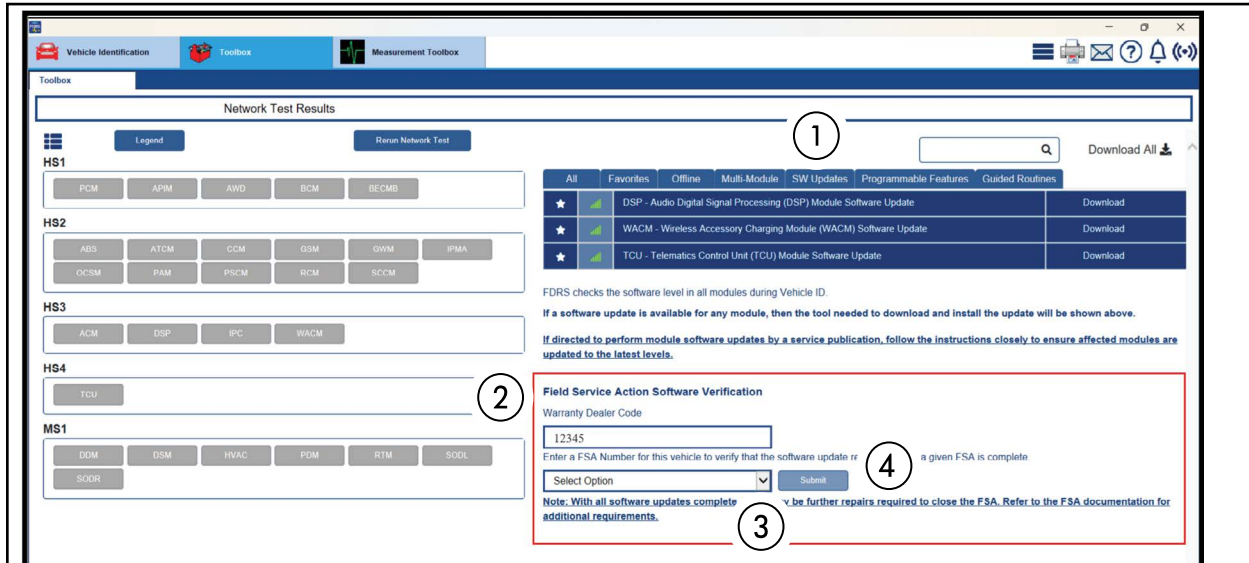 Vehicle Identification
Toolbox
Measurement Toolbox
Toolbox
Network Test Results
Legend
Rerun Network Test
HS1
PCM APIM AWD BCM BECMB
HS2
ABS ATCM CCM GSM GWM IPMA
OCSM PAM PSCM RCM SCCM
HS3
ACM DSP IPC WACM
HS4
TCU
MS1
DDM DSM HVAC PDM RTM SODL
SODR
1
Download All
All Favorites Offline Multi-Module SW Updates Programmable Features Guided Routines
DSP - Audio Digital Signal Processing (DSP) Module Software Update Download
WACM - Wireless Accessory Charging Module (WACM) Software Update Download
TCU - Telematics Control Unit (TCU) Module Software Update Download
FDRS checks the software level in all modules during Vehicle ID.
If a software update is available for any module, then the tool needed to download and install the update will be shown above.
If directed to perform module software updates by a service publication, follow the instructions closely to ensure affected modules are
updated to the latest levels.
2
Field Service Action Software Verification
Warranty Dealer Code
12345
4
Enter a FSA Number for this vehicle to verify that the software update a given FSA is complete.
Select Option Submit
Note: With all software updates complete be further repairs required to close the FSA. Refer to the FSA documentation for
additional requirements.
3